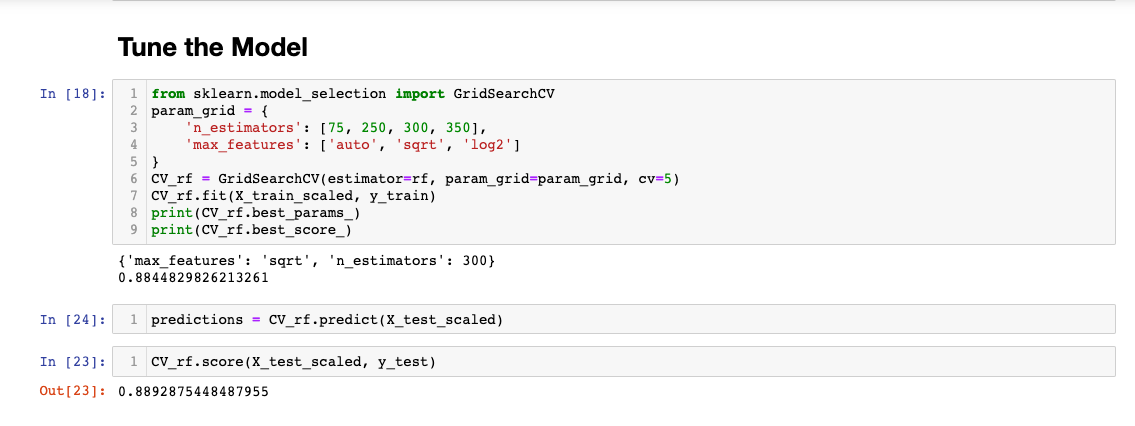 Tune the Model
In [18]:
1 from sklearn.model_selection import GridSearchCV
2 param_grid = {
3     'n_estimators': [75, 250, 300, 350],
4     'max_features': ['auto', 'sqrt', 'log2']
5 }
6 CV_rf = GridSearchCV(estimator=rf, param_grid=param_grid, cv=5)
7 CV_rf.fit(X_train_scaled, y_train)
8 print(CV_rf.best_params_)
9 print(CV_rf.best_score_)
{'max_features': 'sqrt', 'n_estimators': 300}
0.8844829826213261
In [24]: 1 predictions = CV_rf.predict(X_test_scaled)
In [23]: 1 CV_rf.score(X_test_scaled, y_test)
Out[23]: 0.8892875448487955